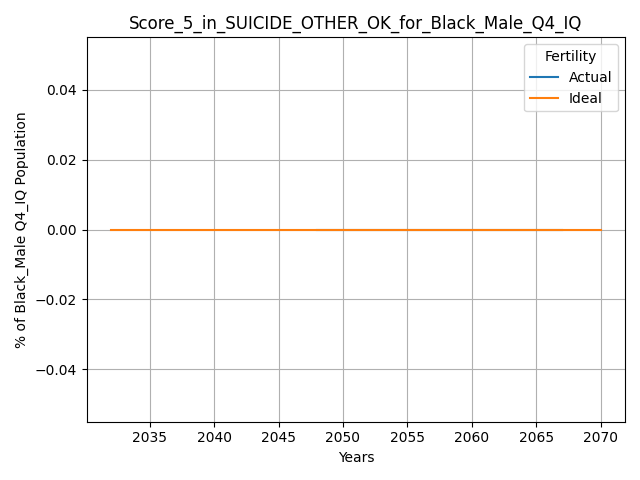 Score_5_in_SUICIDE_OTHER_OK_for_Black_Male_Q4_IQ
Fertility
Actual
Ideal
% of Black_Male Q4_IQ Population
0.04
0.02
0.00
−0.02
−0.04
2035 2040 2045 2050 2055 2060 2065 2070
Years